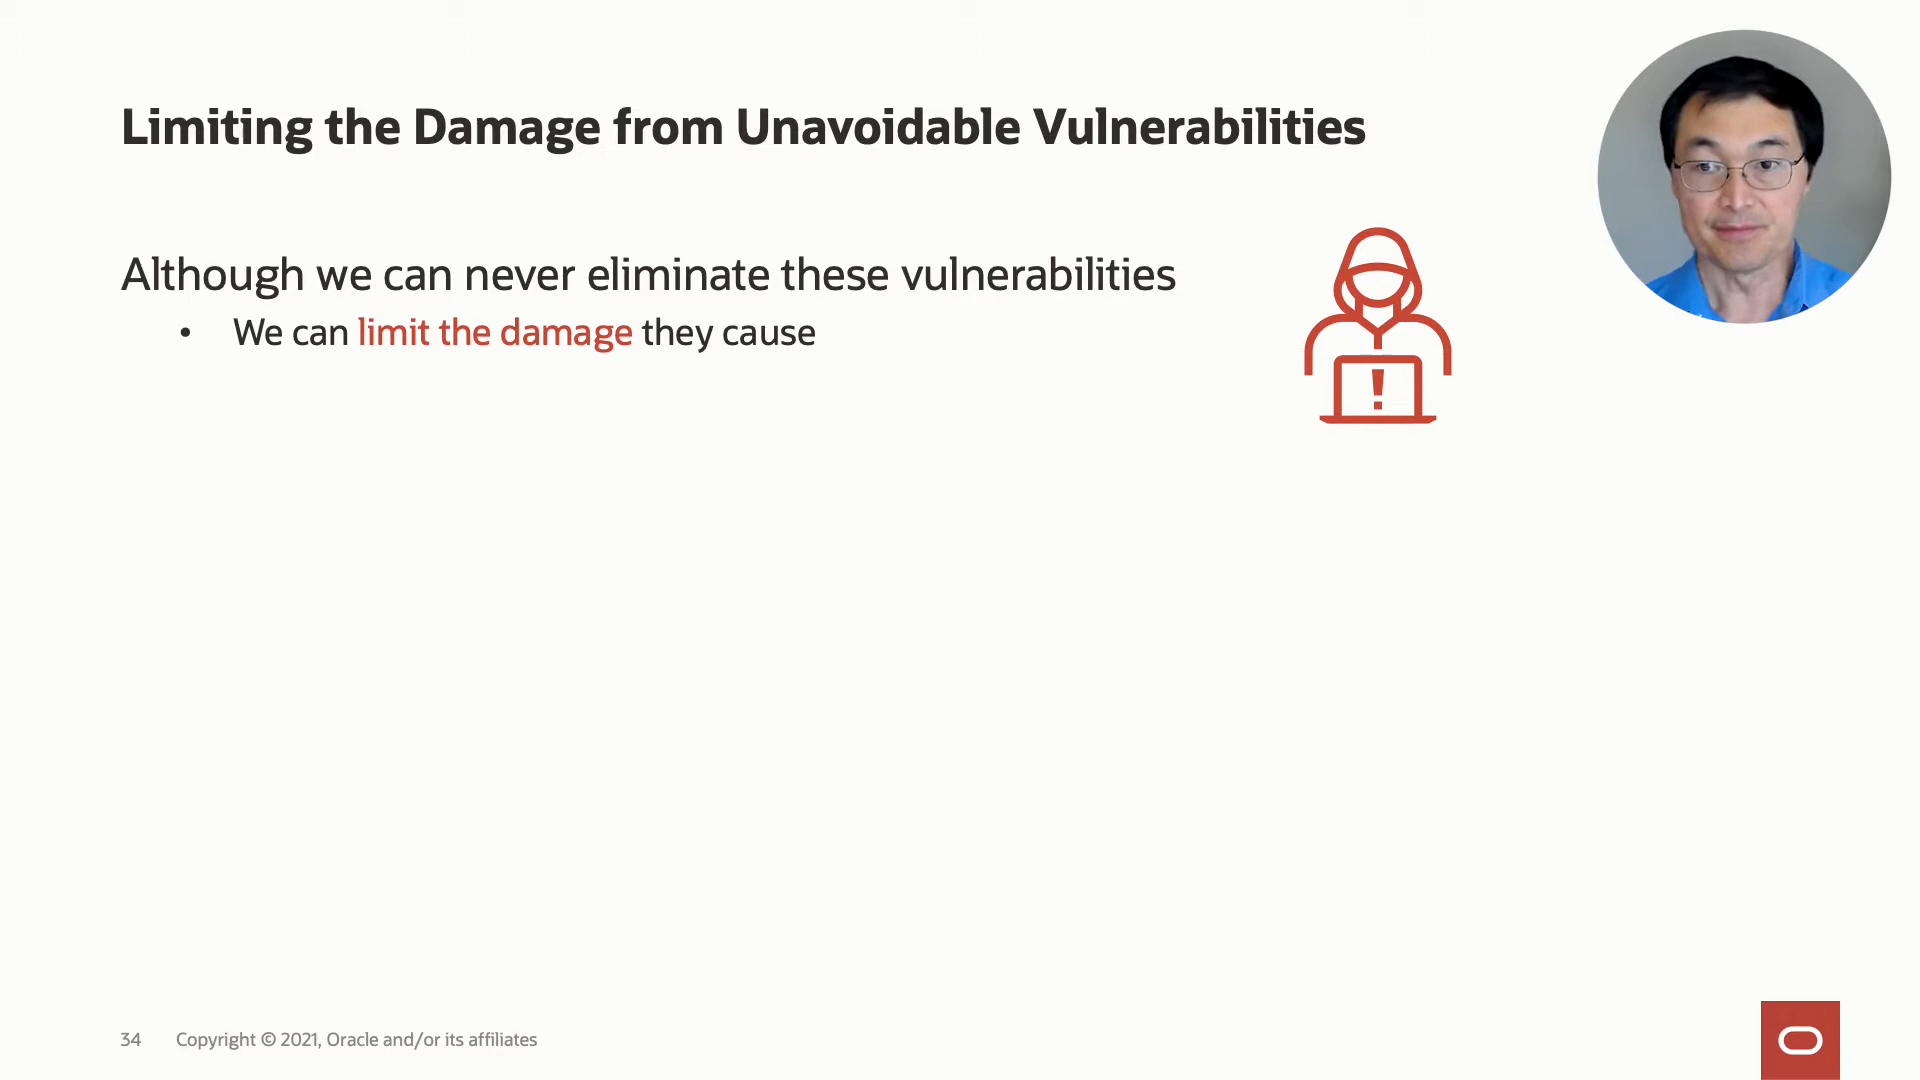 Limiting the Damage from Unavoidable Vulnerabilities
Although we can never eliminate these vulnerabilities
• We can limit the damage they cause
!
34 Copyright © 2021, Oracle and/or its affiliates